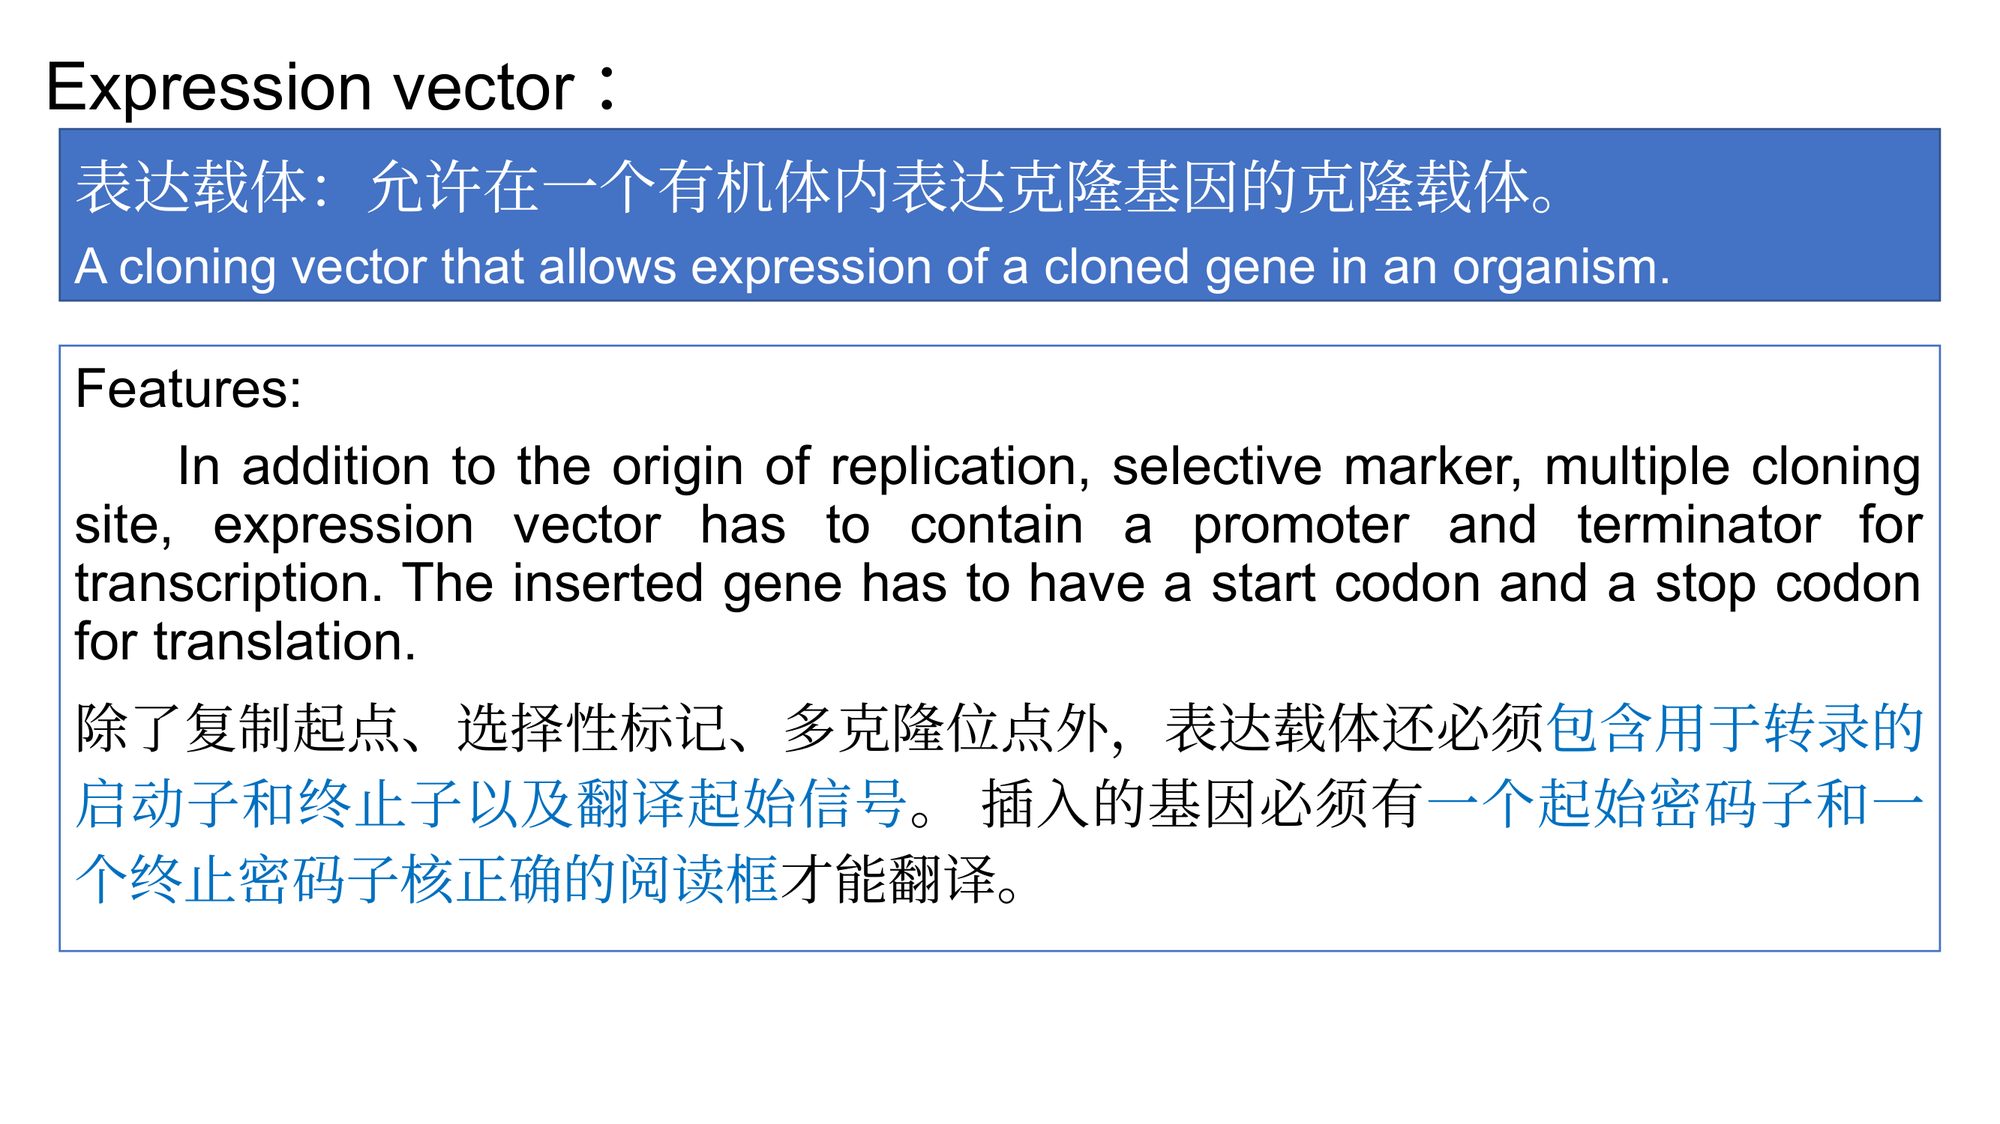 Expression vector：
表达载体：允许在一个有机体内表达克隆基因的克隆载体。
A cloning vector that allows expression of a cloned gene in an organism.
Features:
In addition to the origin of replication, selective marker, multiple cloning
site, expression vector has to contain a promoter and terminator for
transcription. The inserted gene has to have a start codon and a stop codon
for translation.
除了复制起点、选择性标记、多克隆位点外，表达载体还必须包含用于转录的
启动子和终止子以及翻译起始信号。 插入的基因必须有一个起始密码子和一
个终止密码子核正确的阅读框才能翻译。